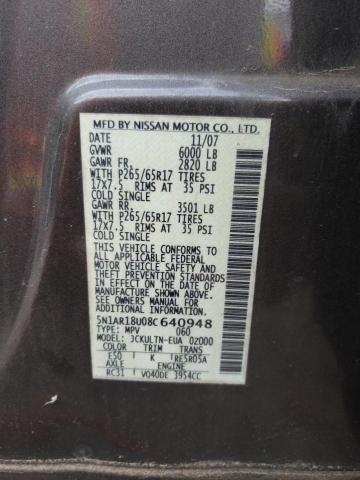 MFD BY NISSAN MOTOR CO., LTD.
DATE 11/07
GVWR 6000 LB
GAWR FR. 2820 LB
WITH P265/65R17 TIRES
17X7.5 RIMS AT 35 PSI
COLD SINGLE
GAWR RR. 3501 LB
WITH P265/65R17 TIRES
17X7.5 RIMS AT 35 PSI
COLD SINGLE
THIS VEHICLE CONFORMS TO
ALL APPLICABLE FEDERAL
MOTOR VEHICLE SAFETY
STANDARDS IN EFFECT ON THE
DATE OF MANUFACTURE
SHOWN ABOVE.
SEE OWNERS MANUAL FOR
ADDITIONAL INFORMATION
5N1AR18U08C640948
TYPE: MPV 060
MODEL: JCKULTN-EUA 02000
COLOR TRIM TRANS
E50 K RE5R05A
AXLE ENGINE
RC31 VQ40DE 3954CC